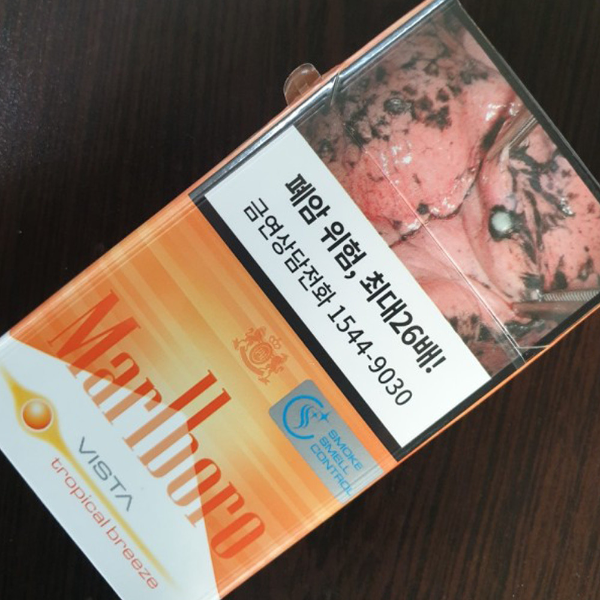 폐암 위험, 최대26배!
금연상담전화 1544-9030
Marlboro
SMOKE
SMELL
CONTROL
VISTA
tropical breeze